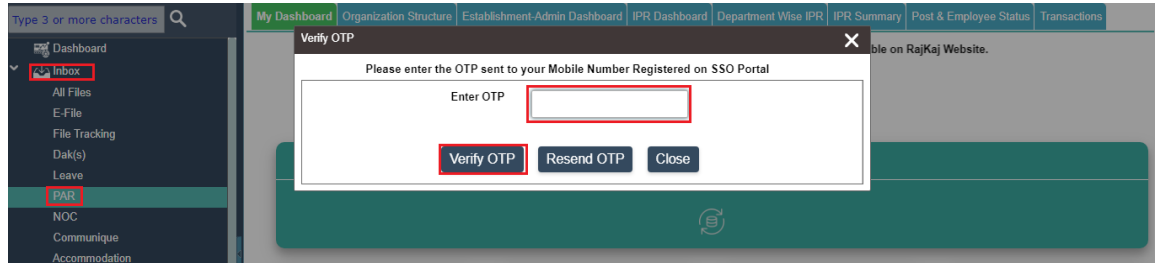 Type 3 or more characters
My Dashboard Organization Structure Establishment-Admin Dashboard IPR Dashboard Department Wise IPR IPR Summary Post & Employee Status Transactions
Verify OTP
ble on RajKaj Website.
Please enter the OTP sent to your Mobile Number Registered on SSO Portal
Enter OTP
Verify OTP Resend OTP Close
Dashboard
Inbox
All Files
E-File
File Tracking
Dak(s)
Leave
PAR
NOC
Communique
Accommodation